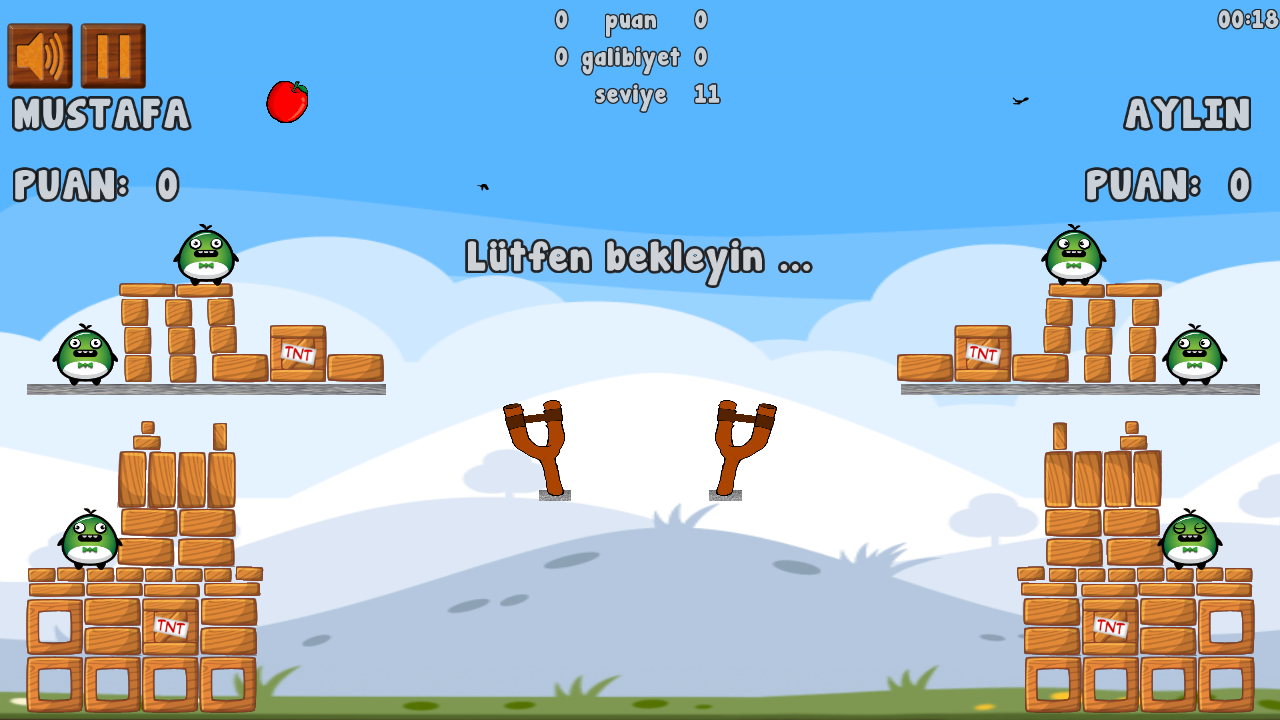 0 puan 0
00:18
0 galibiyet 0
seviye 11
MUSTAFA
AYLIN
PUAN: 0
PUAN: 0
Lütfen bekleyin ...
TNT
TNT
TNT
TNT